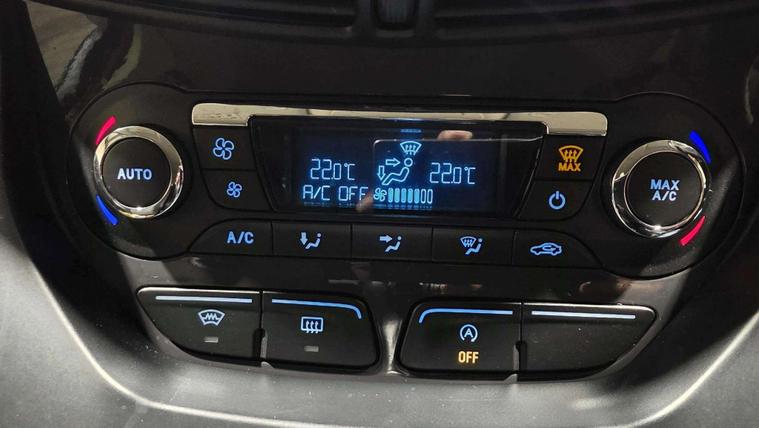 AUTO
22.0°C
22.0°C
A/C OFF
MAX
MAX
A/C
A/C
A
OFF